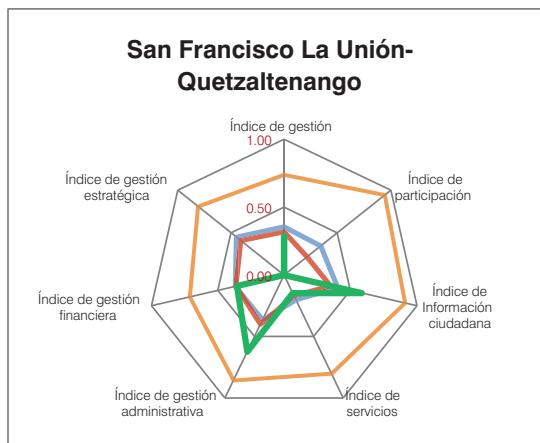 San Francisco La Unión-
Quetzaltenango
Índice de gestión
1.00
Índice de gestión
estratégica
Índice de
participación
0.50
0.00
Índice de gestión
financiera
Índice de
Información
ciudadana
Índice de gestión
administrativa
Índice de
servicios